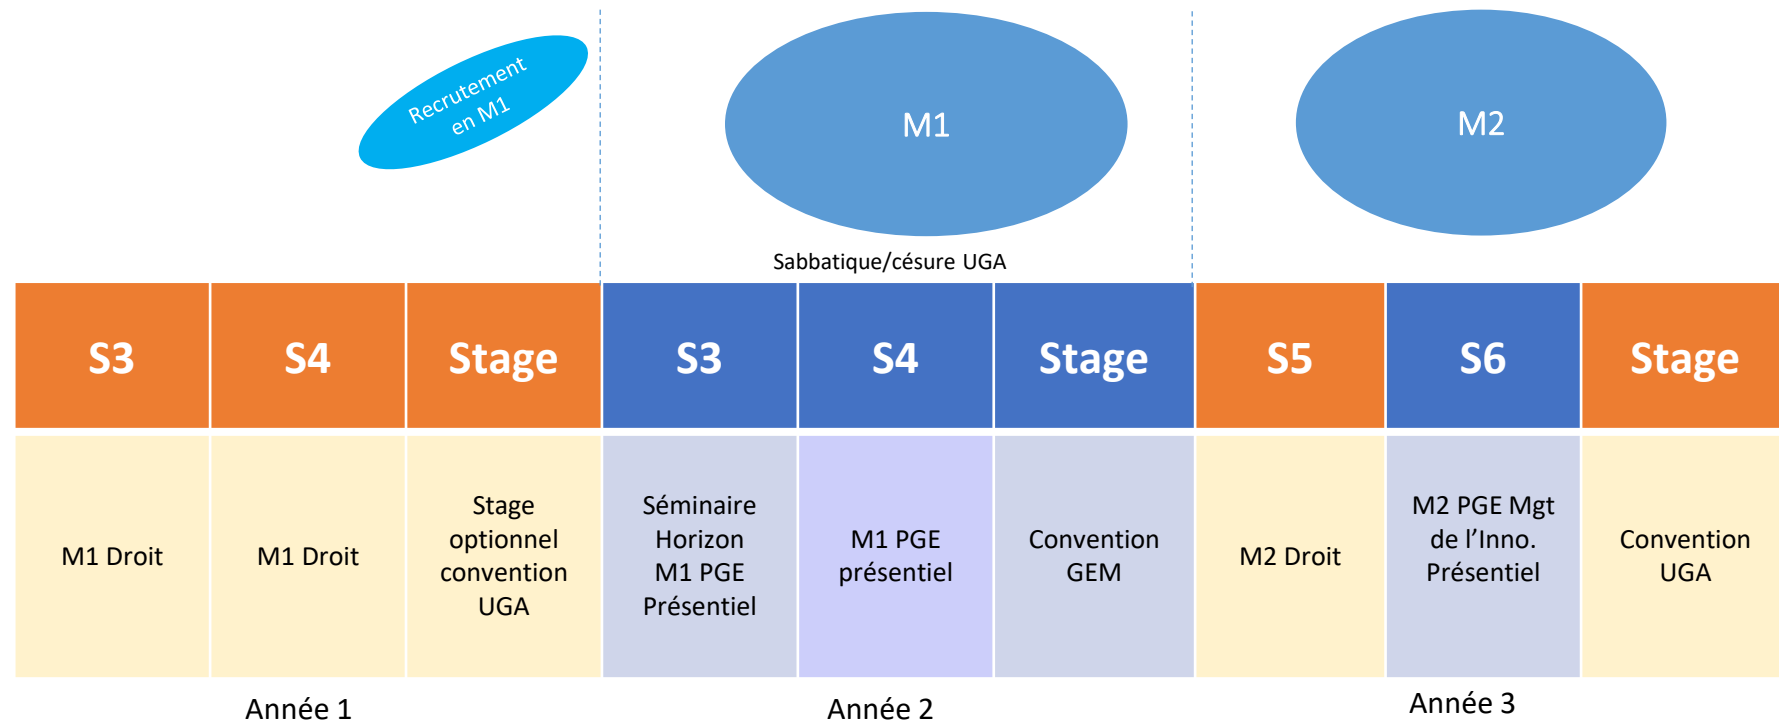 Recrutement
en M1
M1
M2
Sabbatique/césure UGA
S3
S4
Stage
S3
S4
Stage
S5
S6
Stage
M1 Droit
M1 Droit
Stage
optionnel
convention
UGA
Séminaire
Horizon
M1 PGE
Présentiel
M1 PGE
présentiel
Convention
GEM
M2 Droit
M2 PGE Mgt
de l’Inno.
Présentiel
Convention
UGA
Année 1
Année 2
Année 3